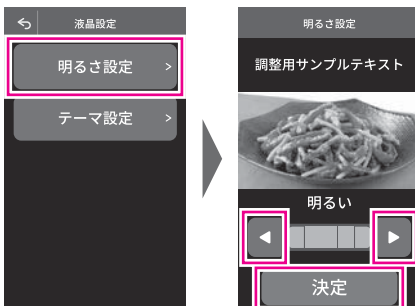 液晶設定
明るさ設定
テーマ設定
明るさ設定
調整用サンプルテキスト
明るい
決定